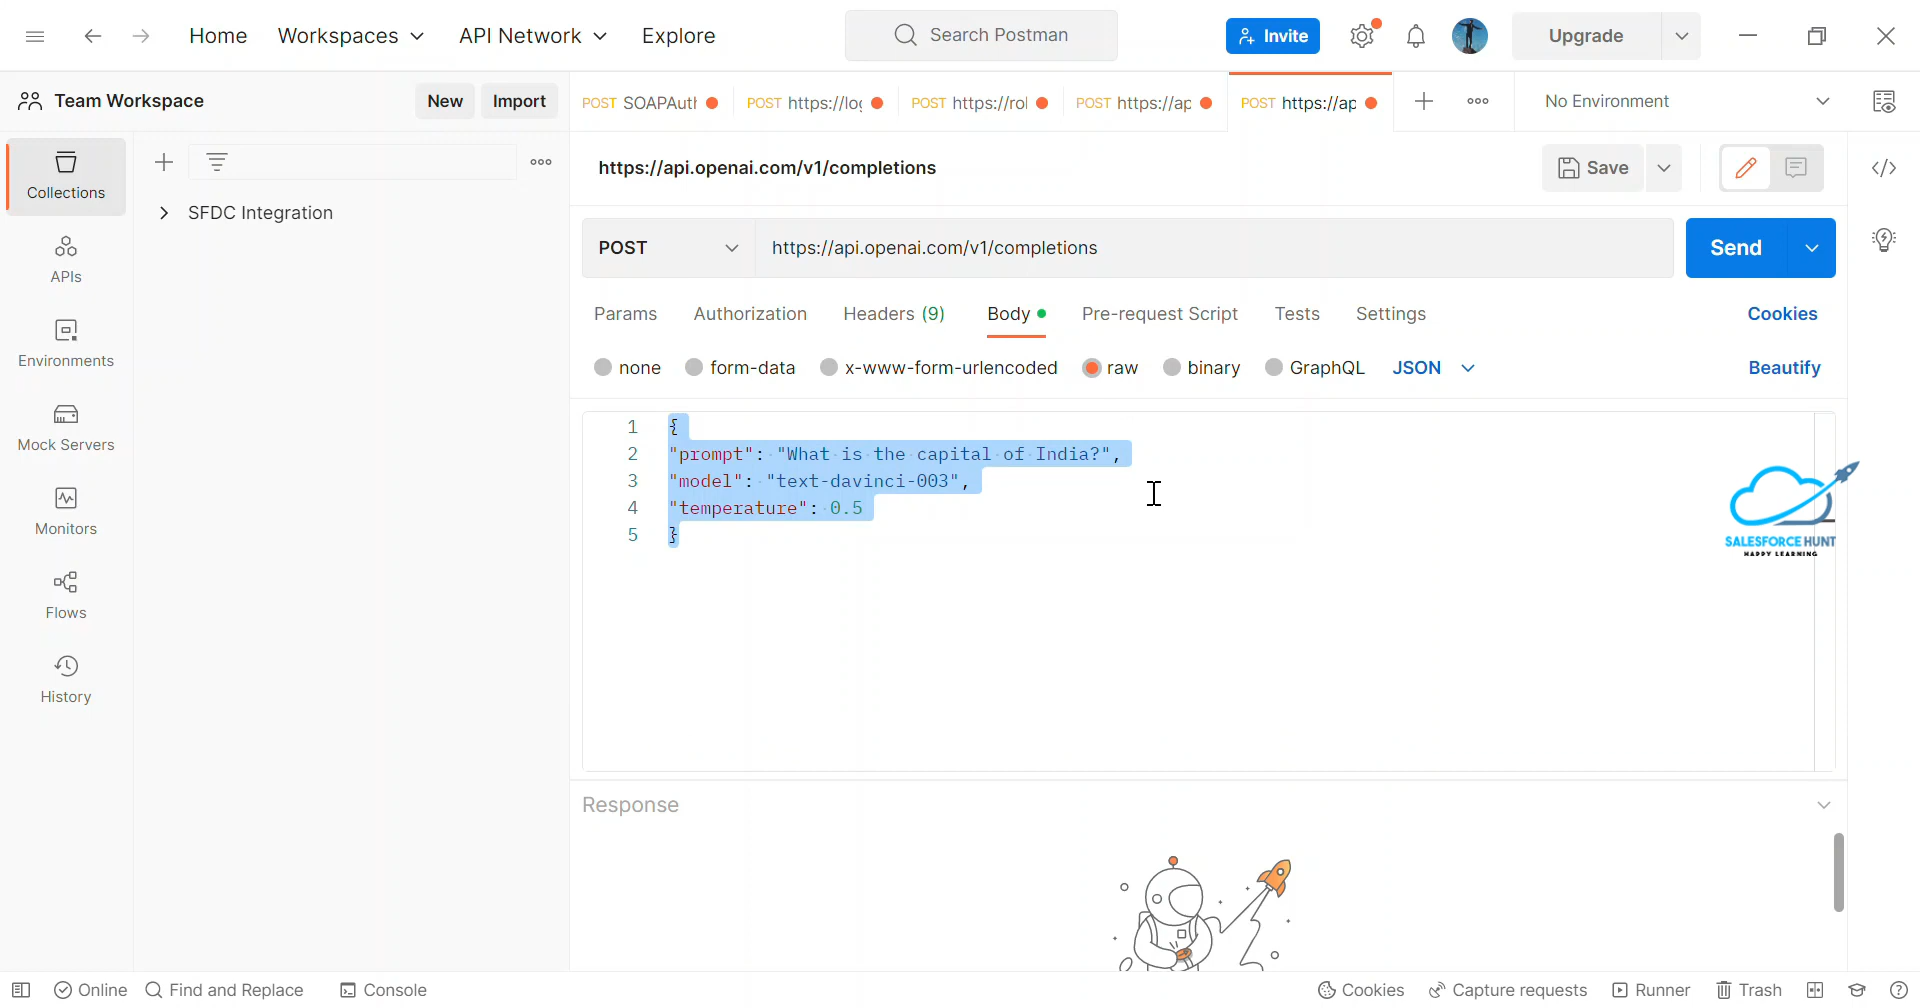 Home Workspaces API Network Explore Search Postman Invite Upgrade
Team Workspace New Import
POST SOAPAuth POST https://log POST https://rol POST https://ap POST https://ap No Environment
Collections
APIs
Environments
Mock Servers
Monitors
Flows
History
SFDC Integration
https://api.openai.com/v1/completions Save
POST https://api.openai.com/v1/completions Send
Params Authorization Headers (9) Body Pre-request Script Tests Settings Cookies
none form-data x-www-form-urlencoded raw binary GraphQL JSON Beautify
1 {
2 "prompt": "What is the capital of India?",
3 "model": "text-davinci-003",
4 "temperature": 0.5
5 }
SALESFORCE HUNT
HAPPY LEARNING
Response
Online Find and Replace Console Cookies Capture requests Runner Trash